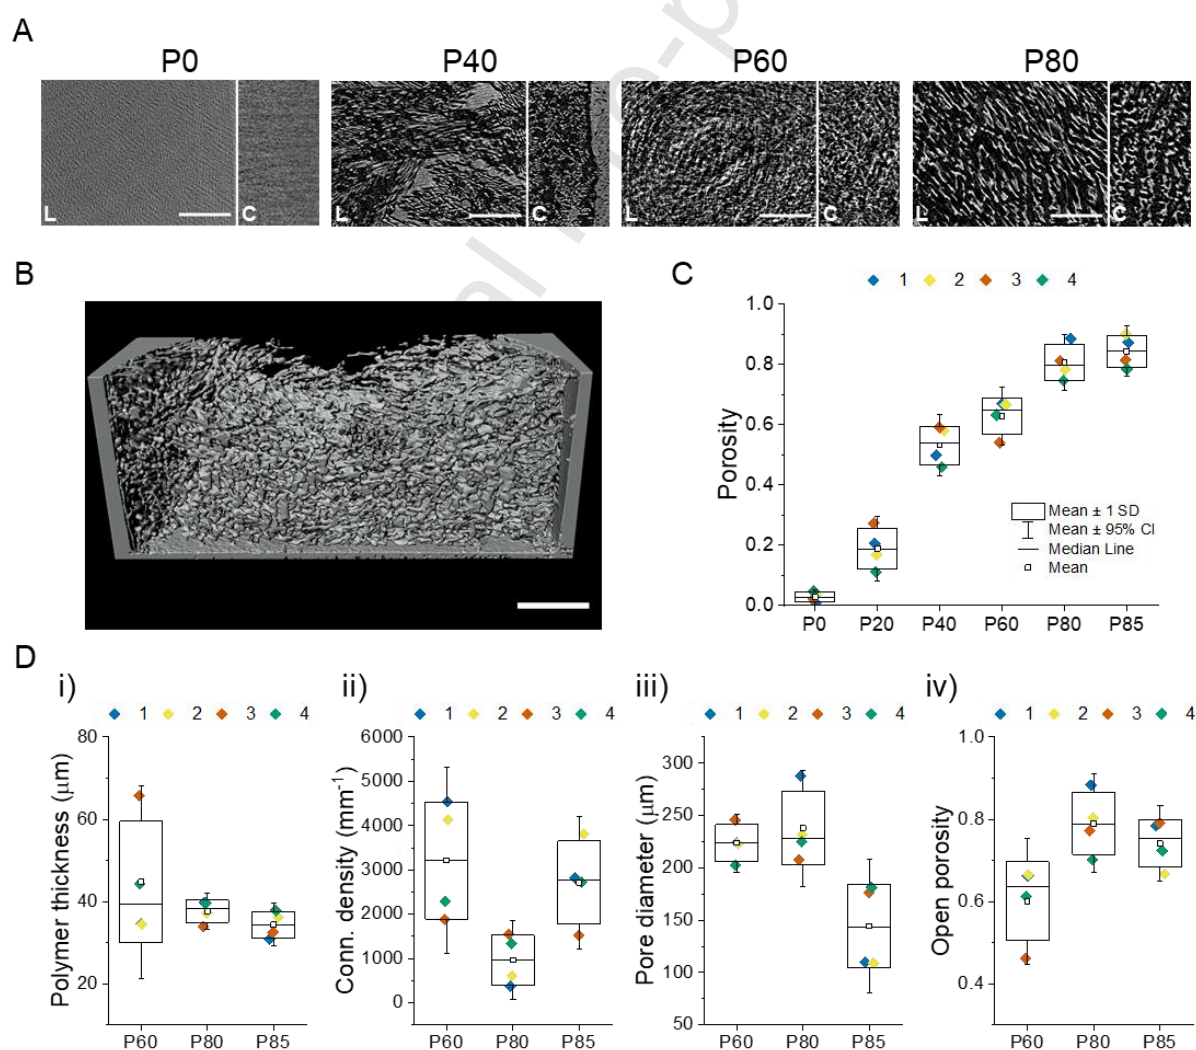 A
P0
P40
P60
P80
L
C
L
C
L
C
L
C
B
C
1 2 3 4
1.0
0.8
0.6
0.4
0.2
0.0
Porosity
Mean ± 1 SD
Mean ± 95% CI
Median Line
Mean
P0 P20 P40 P60 P80 P85
D
i)
1 2 3 4
80
60
40
20
Polymer thickness (μm)
P60 P80 P85
ii)
1 2 3 4
6000
5000
4000
3000
2000
1000
0
Conn. density (mm⁻¹)
P60 P80 P85
iii)
1 2 3 4
300
250
200
150
100
50
Pore diameter (μm)
P60 P80 P85
iv)
1 2 3 4
1.0
0.8
0.6
0.4
Open porosity
P60 P80 P85